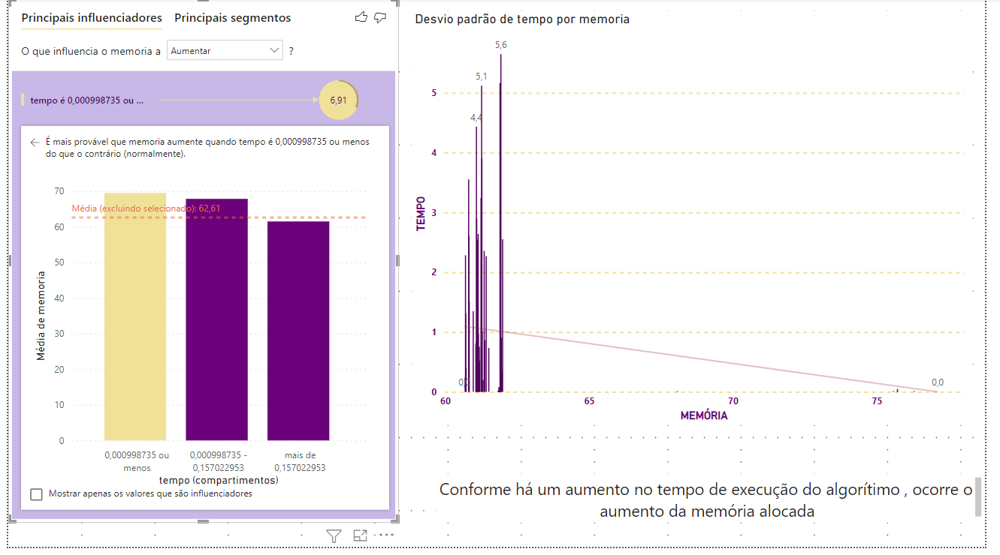 Principais influenciadores Principais segmentos
O que influencia o memoria a Aumentar ?
tempo é 0,000998735 ou ... 6,91
É mais provável que memoria aumente quando tempo é 0,000998735 ou menos
do que o contrário (normalmente).
Média de memoria
70
Média (excluindo selecionado): 62,61
60
50
40
30
20
10
0
0,000998735 ou
menos
0,000998735 -
0,157022953
mais de
0,157022953
tempo (compartimentos)
Mostrar apenas os valores que são influenciadores
Desvio padrão de tempo por memoria
5,6
5,1
4,4
0,0
0,0
TEMPO
5
4
3
2
1
0
60 65 70 75
MEMÓRIA
Conforme há um aumento no tempo de execução do algorítimo , ocorre o
aumento da memória alocada